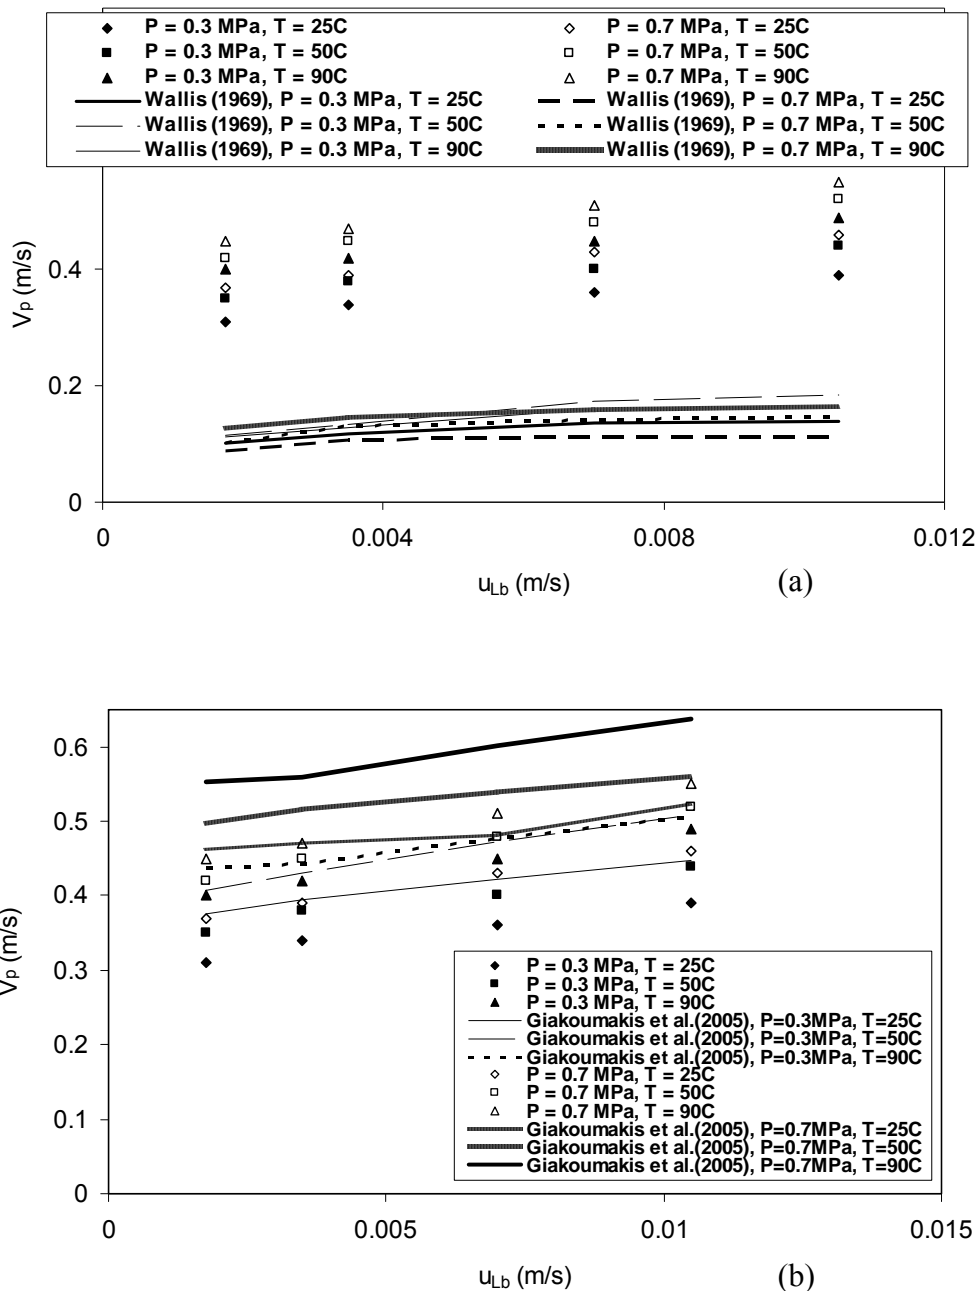 P = 0.3 MPa, T = 25C
P = 0.7 MPa, T = 25C
P = 0.3 MPa, T = 50C
P = 0.7 MPa, T = 50C
P = 0.3 MPa, T = 90C
P = 0.7 MPa, T = 90C
Wallis (1969), P = 0.3 MPa, T = 25C
Wallis (1969), P = 0.7 MPa, T = 25C
Wallis (1969), P = 0.3 MPa, T = 50C
Wallis (1969), P = 0.7 MPa, T = 50C
Wallis (1969), P = 0.3 MPa, T = 90C
Wallis (1969), P = 0.7 MPa, T = 90C
Vp (m/s)
0.4
0.2
0
0
0.004
0.008
0.012
uLb (m/s)
(a)
Vp (m/s)
0.6
0.5
0.4
0.3
0.2
0.1
0
P = 0.3 MPa, T = 25C
P = 0.3 MPa, T = 50C
P = 0.3 MPa, T = 90C
Giakoumakis et al.(2005), P=0.3MPa, T=25C
Giakoumakis et al.(2005), P=0.3MPa, T=50C
Giakoumakis et al.(2005), P=0.3MPa, T=90C
P = 0.7 MPa, T = 25C
P = 0.7 MPa, T = 50C
P = 0.7 MPa, T = 90C
Giakoumakis et al.(2005), P=0.7MPa, T=25C
Giakoumakis et al.(2005), P=0.7MPa, T=50C
Giakoumakis et al.(2005), P=0.7MPa, T=90C
0
0.005
0.01
0.015
uLb (m/s)
(b)